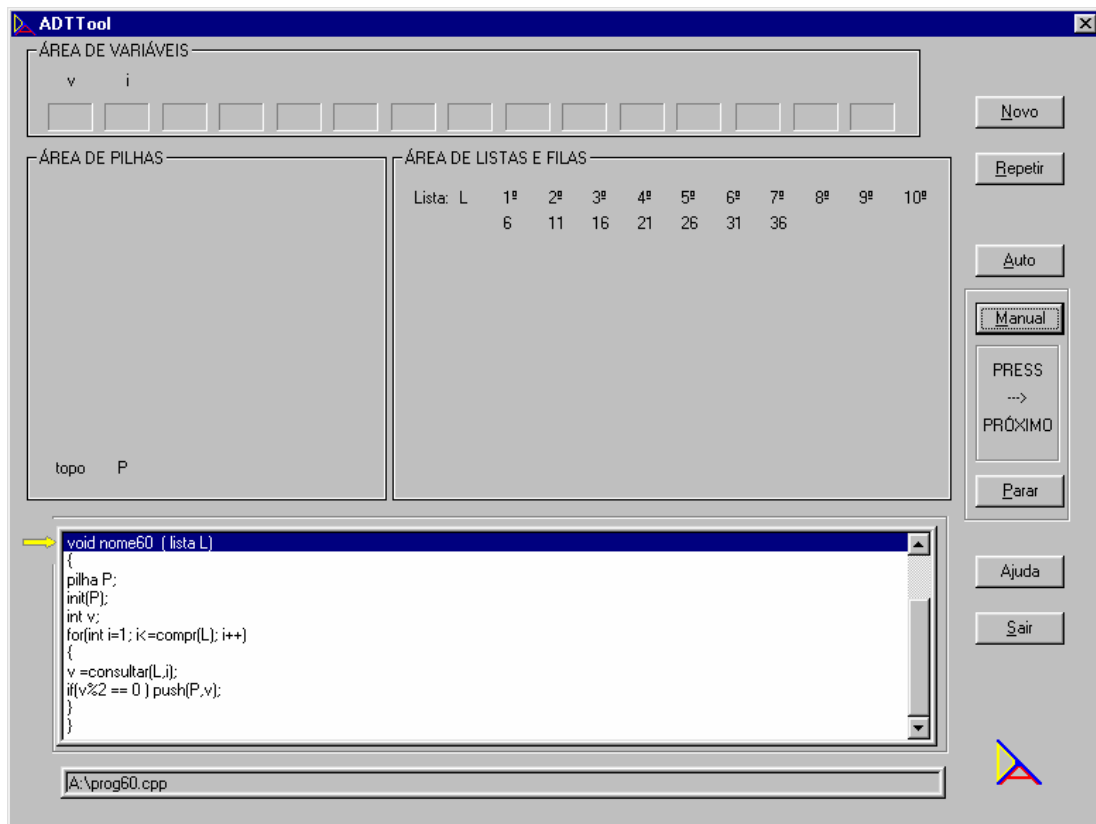 ADTTool
ÁREA DE VARIÁVEIS
v i
Novo
ÁREA DE PILHAS
ÁREA DE LISTAS E FILAS
Repetir
Lista: L 1º 2º 3º 4º 5º 6º 7º 8º 9º 10º
6 11 16 21 26 31 36
Auto
Manual
PRESS
--->
PRÓXIMO
topo P
Parar
void nome60 ( lista L)
{
pilha P;
init(P);
int v;
for(int i=1; i<=compr(L); i++)
{
v =consultar(L,i);
if(v%2 == 0 ) push(P,v);
}
}
Ajuda
Sair
A:\prog60.cpp